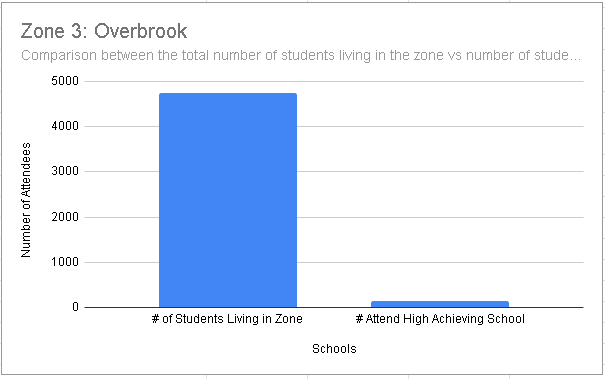 Zone 3: Overbrook
Comparison between the total number of students living in the zone vs number of stude...
5000
4000
3000
2000
1000
0
Number of Attendees
# of Students Living in Zone
# Attend High Achieving School
Schools